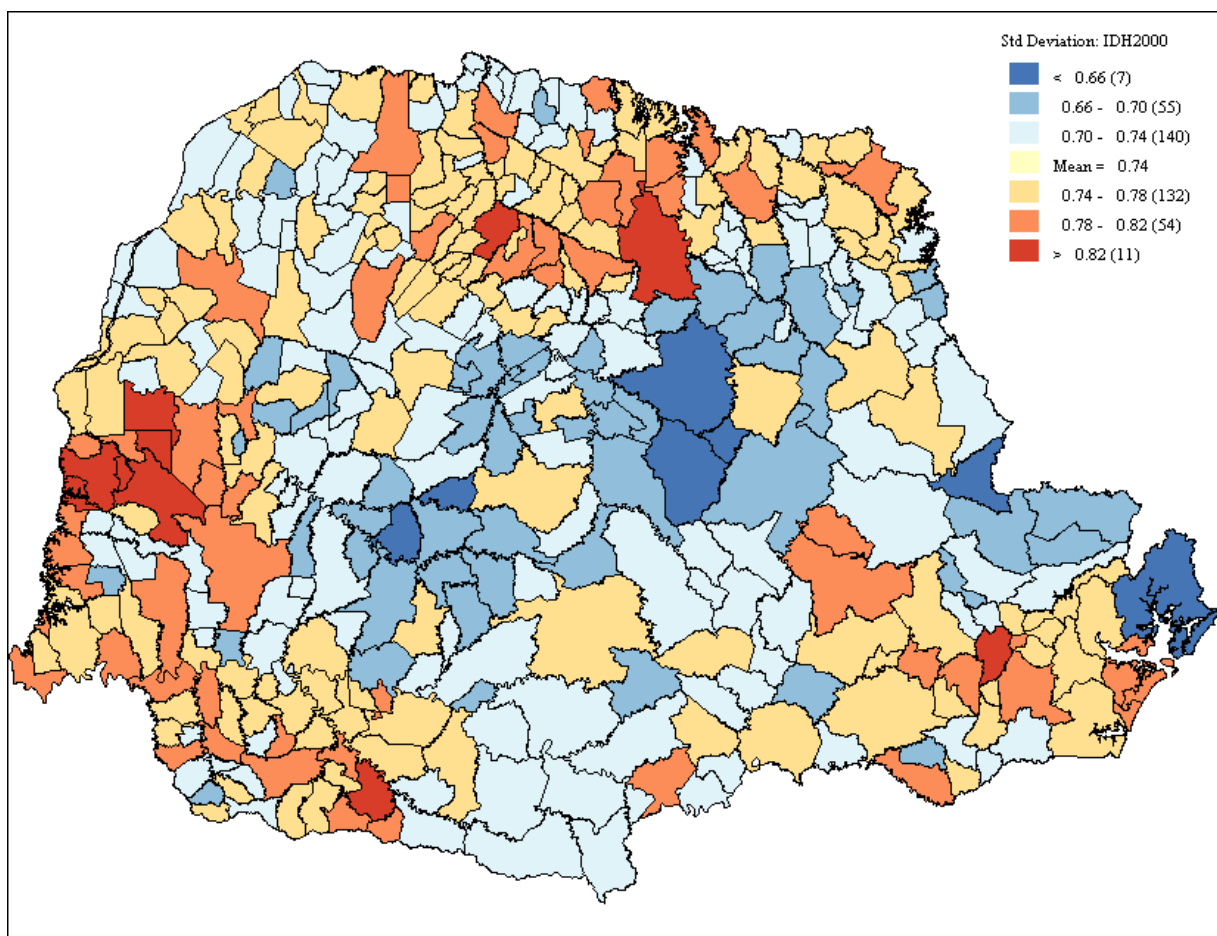 Std Deviation: IDH2000
< 0.66 (7)
0.66 - 0.70 (55)
0.70 - 0.74 (140)
Mean = 0.74
0.74 - 0.78 (132)
0.78 - 0.82 (54)
> 0.82 (11)